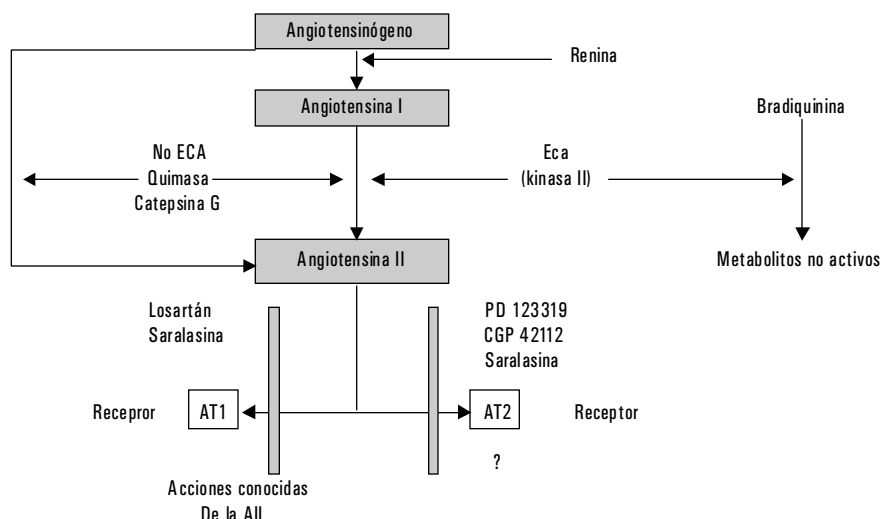 Angiotensinógeno
Renina
Angiotensina I
Bradiquinina
No ECA
Quimasa
Catepsina G
Eca
(kinasa II)
Angiotensina II
Metabolitos no activos
Losartán
Saralasina
PD 123319
CGP 42112
Saralasina
Recepror
AT1
AT2
Receptor
?
Acciones conocidas
De la AII